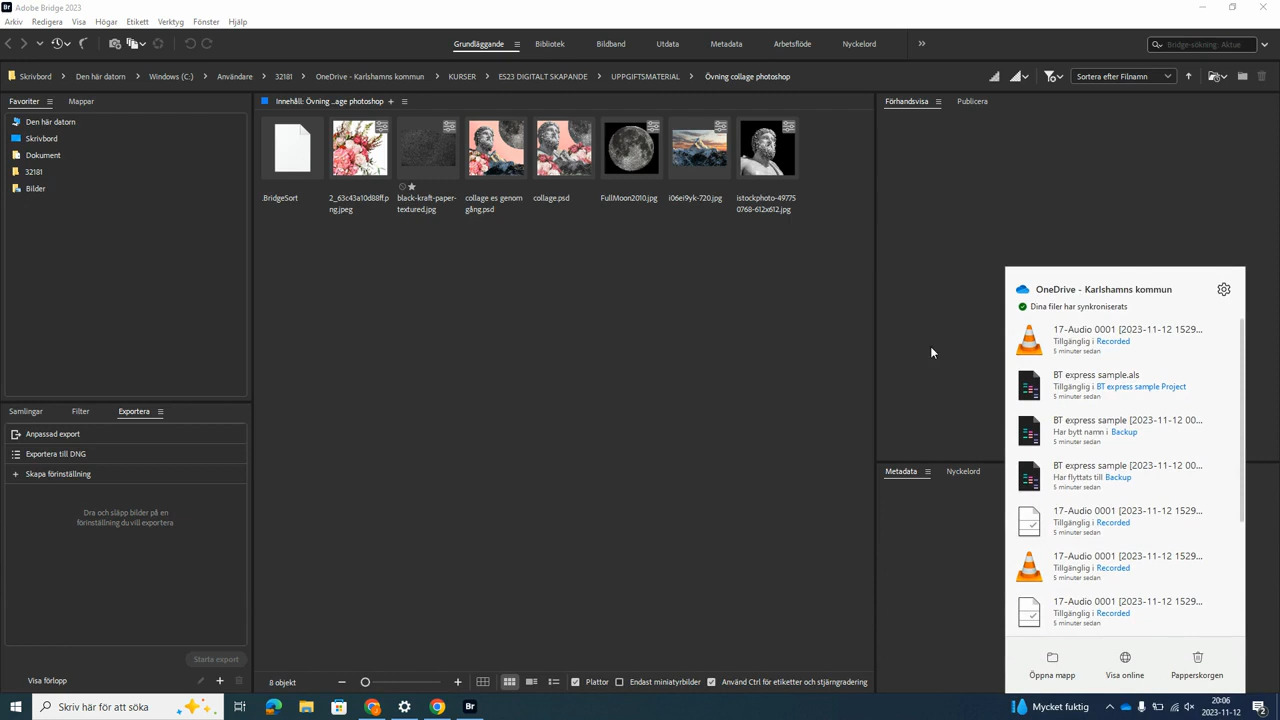 Br Adobe Bridge 2023
Arkiv Redigera Visa Högar Etikett Verktyg Fönster Hjälp
Grundläggande Bibliotek Bildband Utdata Metadata Arbetsflöde Nyckelord
Bridge-sökning: Aktue
Skrivbord Den här datorn Windows (C:) Användare 32181 OneDrive - Karlshamns kommun KURSER ES23 DIGITALT SKAPANDE UPPGIFTSMATERIAL Övning collage photoshop
Sortera efter Filnamn
Favoriter Mappar
Den här datorn
Skrivbord
Dokument
32181
Bilder
Samlingar Filter Exportera
Anpassad export
Exportera till DNG
Skapa förinställning
Dra och släpp bilder på en
förinställning du vill exportera
Starta export
Visa förlopp
Innehåll: Övning ..age photoshop
.BridgeSort
2_63c43a10d88ff.p
ng.jpeg
black-kraft-paper-
textured.jpg
collage es genom
gång.psd
collage.psd
FullMoon2010.jpg
i06ei9yk-720.jpg
istockphoto-49775
0768-612x612.jpg
8 objekt
Plattor
Endast miniatyrbilder
Använd Ctrl för etiketter och stjärngradering
Förhandsvisa Publicera
Metadata Nyckelord
OneDrive - Karlshamns kommun
Dina filer har synkroniserats
17-Audio 0001 [2023-11-12 1529...
Tillgänglig i Recorded
5 minuter sedan
BT express sample.als
Tillgänglig i BT express sample Project
5 minuter sedan
BT express sample [2023-11-12 00...
Har bytt namn i Backup
5 minuter sedan
BT express sample [2023-11-12 00...
Har flyttats till Backup
5 minuter sedan
17-Audio 0001 [2023-11-12 1529...
Tillgänglig i Recorded
5 minuter sedan
17-Audio 0001 [2023-11-12 1529...
Tillgänglig i Recorded
5 minuter sedan
17-Audio 0001 [2023-11-12 1529...
Tillgänglig i Recorded
5 minuter sedan
Öppna mapp Visa online Papperskorgen
Skriv här för att söka
Br
Mycket fuktig
20:06
2023-11-12
2